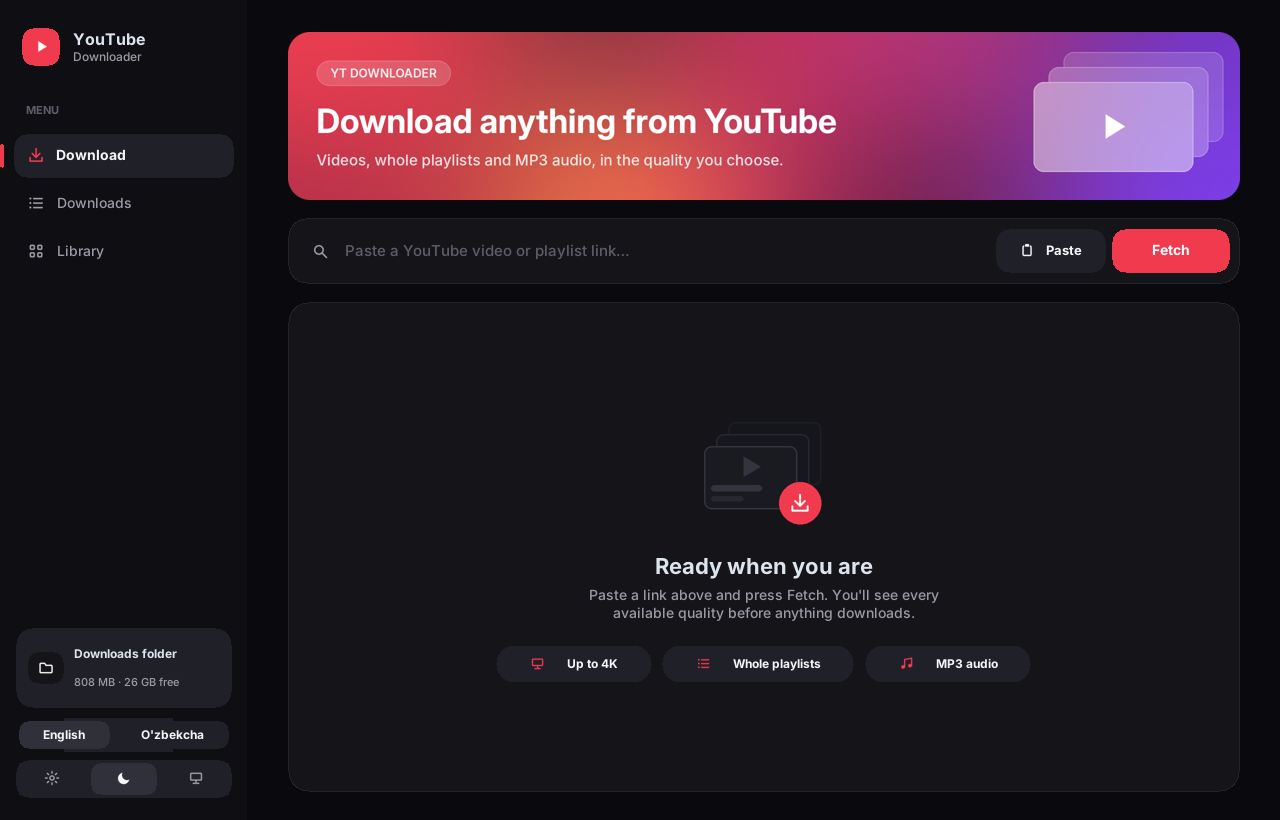 YouTube
Downloader
MENU
Download
Downloads
Library
Downloads folder
808 MB · 26 GB free
English
O'zbekcha
YT DOWNLOADER
Download anything from YouTube
Videos, whole playlists and MP3 audio, in the quality you choose.
Paste a YouTube video or playlist link...
Paste
Fetch
Ready when you are
Paste a link above and press Fetch. You'll see every
available quality before anything downloads.
Up to 4K
Whole playlists
MP3 audio